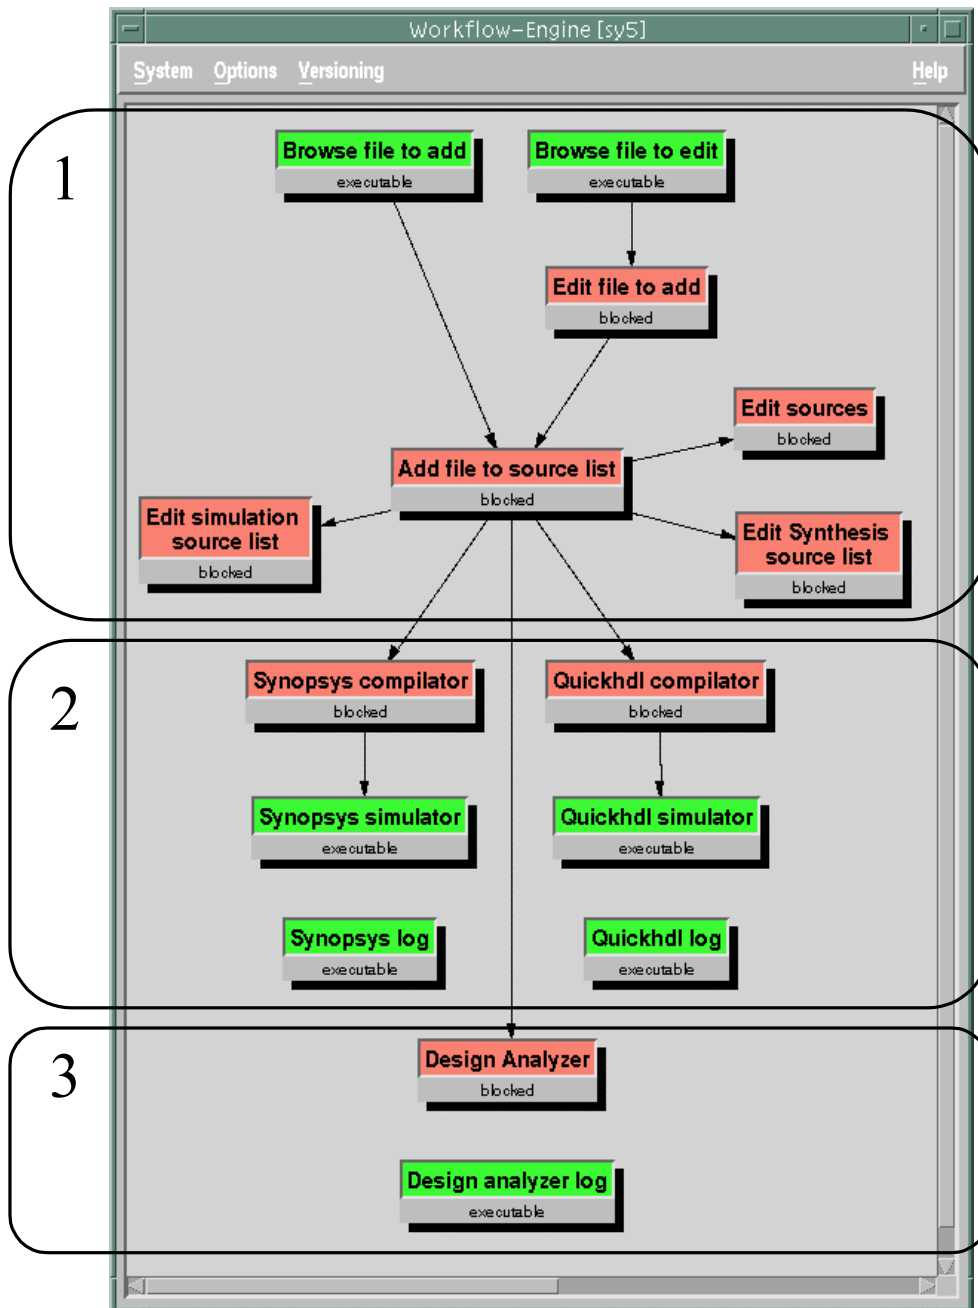 Workflow-Engine [sy5]
System Options Versioning Help
1
Browse file to add
executable
Browse file to edit
executable
Edit file to add
blocked
Edit sources
blocked
Add file to source list
blocked
Edit simulation
source list
blocked
Edit Synthesis
source list
blocked
2
Synopsys compilator
blocked
Quickhdl compilator
blocked
Synopsys simulator
executable
Quickhdl simulator
executable
Synopsys log
executable
Quickhdl log
executable
3
Design Analyzer
blocked
Design analyzer log
executable